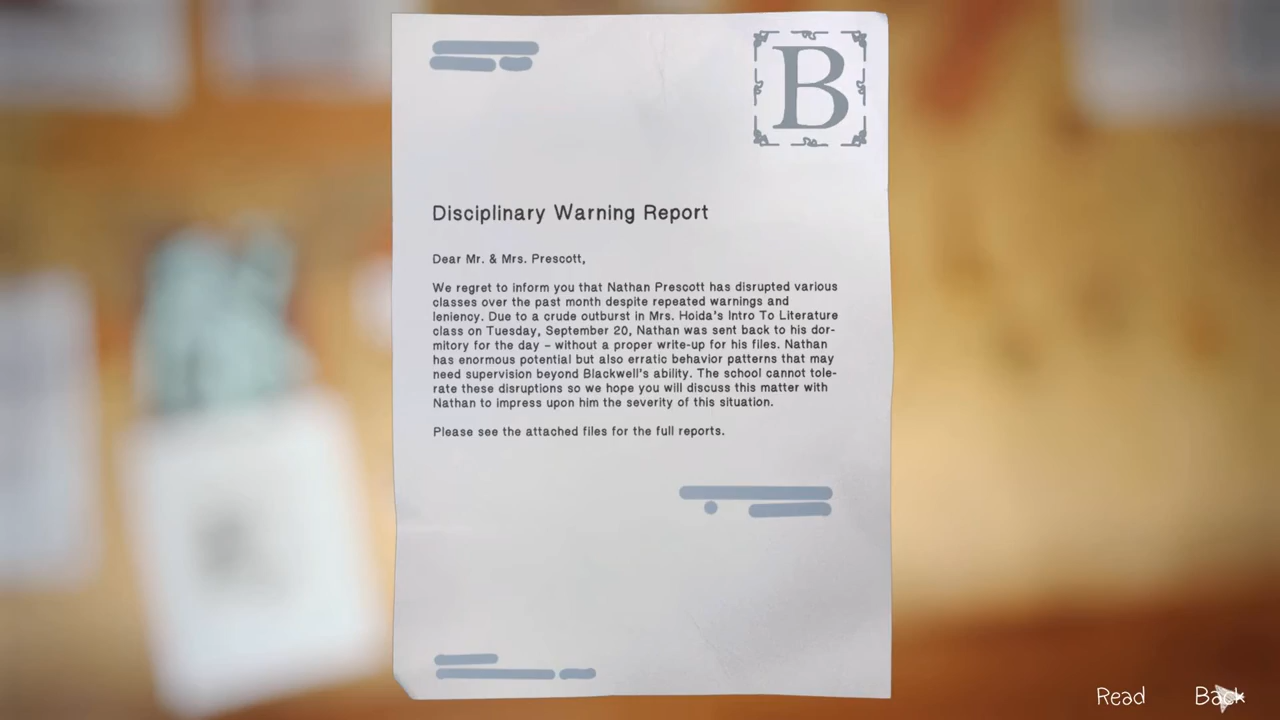 B
Disciplinary Warning Report
Dear Mr. & Mrs. Prescott,
We regret to inform you that Nathan Prescott has disrupted various
classes over the past month despite repeated warnings and
leniency. Due to a crude outburst in Mrs. Hoida's Intro To Literature
class on Tuesday, September 20, Nathan was sent back to his dor-
mitory for the day – without a proper write-up for his files. Nathan
has enormous potential but also erratic behavior patterns that may
need supervision beyond Blackwell's ability. The school cannot tole-
rate these disruptions so we hope you will discuss this matter with
Nathan to impress upon him the severity of this situation.
Please see the attached files for the full reports.
Read Back